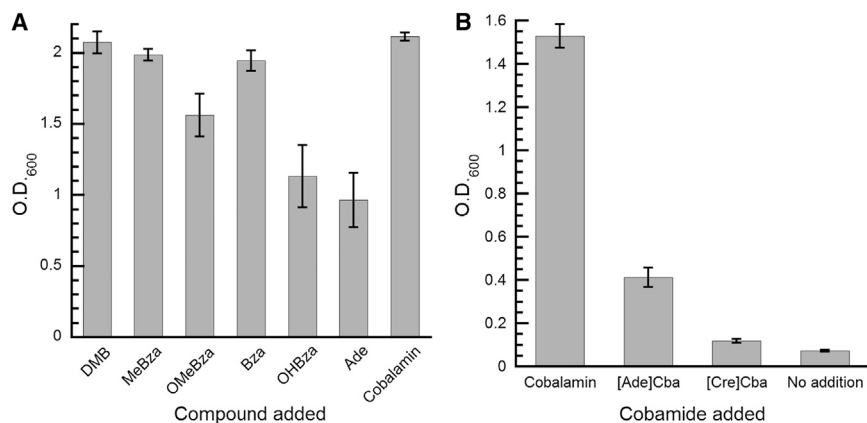 A
O.D.600
2
1.5
1
0.5
0
DMB
MeBza
OMeBza
Bza
OHBza
Ade
Cobalamin
Compound added
B
O.D.600
1.6
1.4
1.2
1
0.8
0.6
0.4
0.2
0
Cobalamin
[Ade]Cba
[Cre]Cba
No addition
Cobamide added